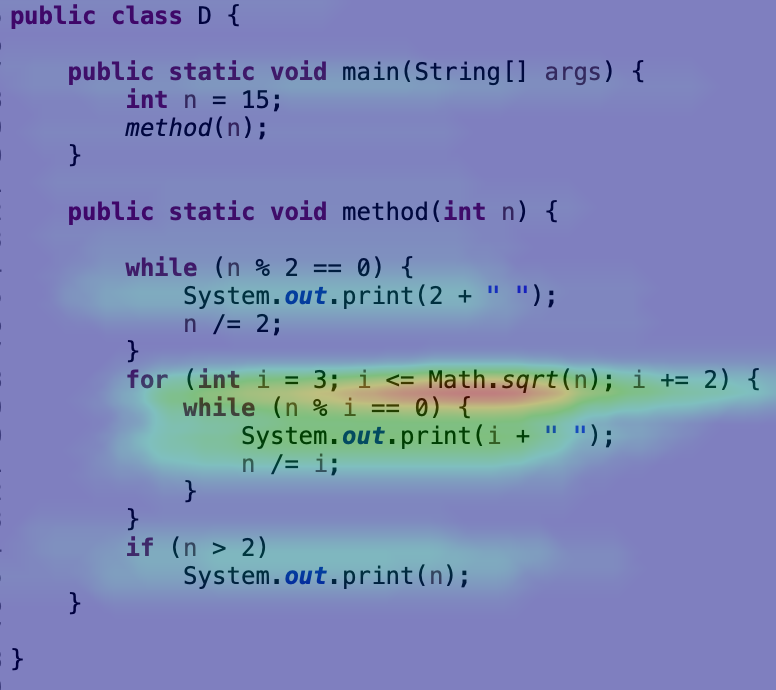 public class D {
public static void main(String[] args) {
int n = 15;
method(n);
}
public static void method(int n) {
while (n % 2 == 0) {
System.out.print(2 + " ");
n /= 2;
}
for (int i = 3; i <= Math.sqrt(n); i += 2) {
while (n % i == 0) {
System.out.print(i + " ");
n /= i;
}
}
if (n > 2)
System.out.print(n);
}
}